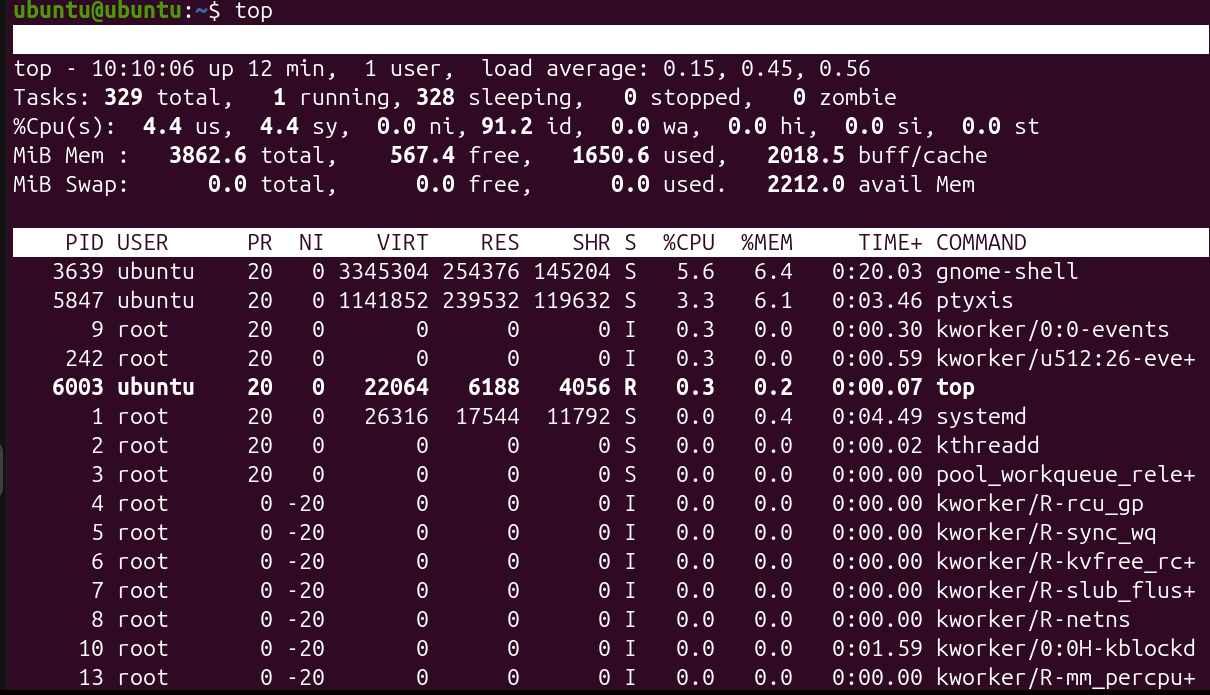 ubuntu@ubuntu:~$ top
top - 10:10:06 up 12 min,  1 user,  load average: 0.15, 0.45, 0.56
Tasks: 329 total,   1 running, 328 sleeping,   0 stopped,   0 zombie
%Cpu(s):  4.4 us,  4.4 sy,  0.0 ni, 91.2 id,  0.0 wa,  0.0 hi,  0.0 si,  0.0 st
MiB Mem :   3862.6 total,    567.4 free,   1650.6 used,   2018.5 buff/cache
MiB Swap:      0.0 total,      0.0 free,      0.0 used.   2212.0 avail Mem
    PID USER      PR  NI    VIRT    RES    SHR S  %CPU  %MEM     TIME+ COMMAND
   3639 ubuntu    20   0 3345304 254376 145204 S   5.6   6.4   0:20.03 gnome-shell
   5847 ubuntu    20   0 1141852 239532 119632 S   3.3   6.1   0:03.46 ptyxis
      9 root      20   0       0      0      0 I   0.3   0.0   0:00.30 kworker/0:0-events
    242 root      20   0       0      0      0 I   0.3   0.0   0:00.59 kworker/u512:26-eve+
   6003 ubuntu    20   0   22064   6188   4056 R   0.3   0.2   0:00.07 top
      1 root      20   0   26316  17544  11792 S   0.0   0.4   0:04.49 systemd
      2 root      20   0       0      0      0 S   0.0   0.0   0:00.02 kthreadd
      3 root      20   0       0      0      0 S   0.0   0.0   0:00.00 pool_workqueue_rele+
      4 root       0 -20       0      0      0 I   0.0   0.0   0:00.00 kworker/R-rcu_gp
      5 root       0 -20       0      0      0 I   0.0   0.0   0:00.00 kworker/R-sync_wq
      6 root       0 -20       0      0      0 I   0.0   0.0   0:00.00 kworker/R-kvfree_rc+
      7 root       0 -20       0      0      0 I   0.0   0.0   0:00.00 kworker/R-slub_flus+
      8 root       0 -20       0      0      0 I   0.0   0.0   0:00.00 kworker/R-netns
     10 root       0 -20       0      0      0 I   0.0   0.0   0:01.59 kworker/0:0H-kblockd
     13 root       0 -20       0      0      0 I   0.0   0.0   0:00.00 kworker/R-mm_percpu+